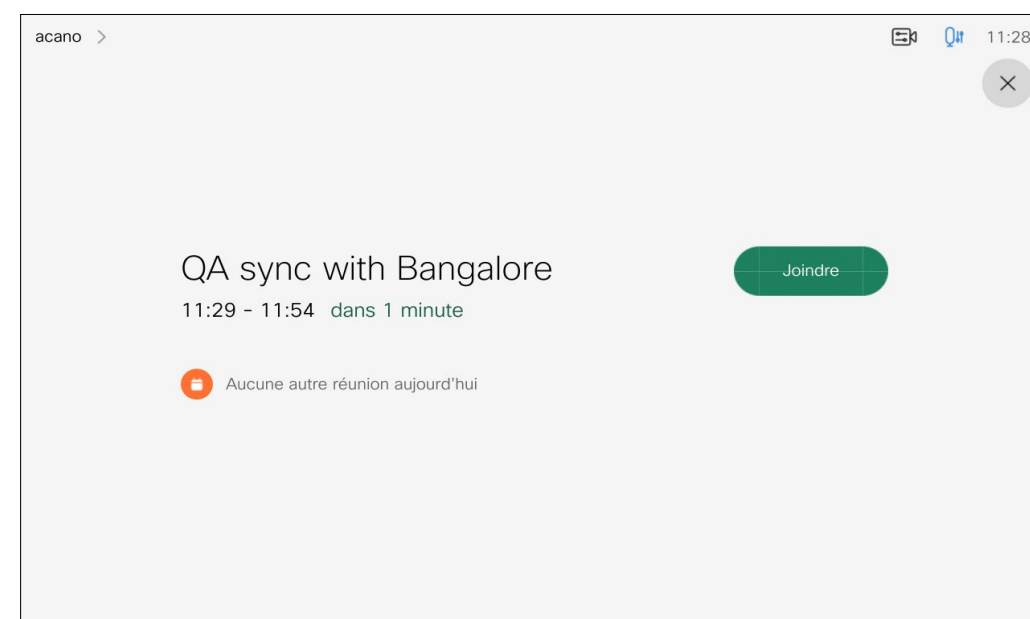 acano
11:28
QA sync with Bangalore
Joindre
11:29 - 11:54 dans 1 minute
Aucune autre réunion aujourd'hui